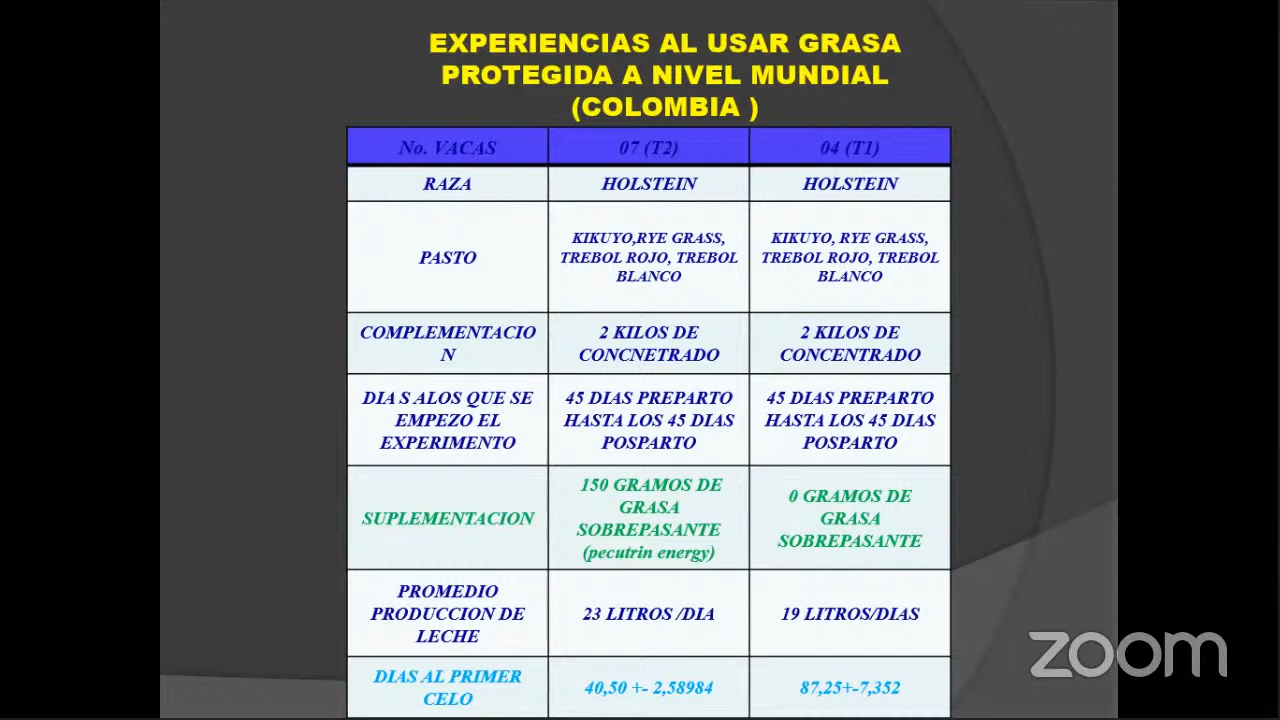 EXPERIENCIAS AL USAR GRASA
PROTEGIDA A NIVEL MUNDIAL
(COLOMBIA )
No. VACAS
07 (T2)
04 (T1)
RAZA
HOLSTEIN
HOLSTEIN
PASTO
KIKUYO,RYE GRASS,
TREBOL ROJO, TREBOL
BLANCO
KIKUYO, RYE GRASS,
TREBOL ROJO, TREBOL
BLANCO
COMPLEMENTACIO
N
2 KILOS DE
CONCNETRADO
2 KILOS DE
CONCENTRADO
DIA S ALOS QUE SE
EMPEZO EL
EXPERIMENTO
45 DIAS PREPARTO
HASTA LOS 45 DIAS
POSPARTO
45 DIAS PREPARTO
HASTA LOS 45 DIAS
POSPARTO
SUPLEMENTACION
150 GRAMOS DE
GRASA
SOBREPASANTE
(pecutrin energy)
0 GRAMOS DE
GRASA
SOBREPASANTE
PROMEDIO
PRODUCCION DE
LECHE
23 LITROS /DIA
19 LITROS/DIAS
DIAS AL PRIMER
CELO
40,50 +- 2,58984
87,25+-7,352
zoom